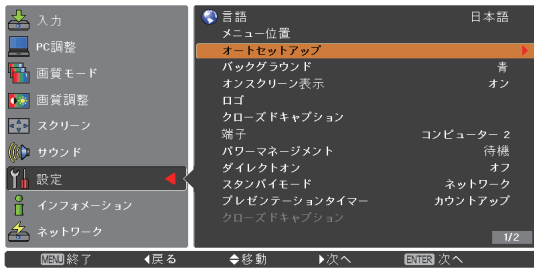 入力
PC調整
画質モード
画質調整
スクリーン
サウンド
設定
インフォメーション
ネットワーク
言語 日本語
メニュー位置
オートセットアップ
バックグラウンド 青
オンスクリーン表示 オン
ロゴ
クローズドキャプション
端子 コンピューター 2
パワーマネージメント 待機
ダイレクトオン オフ
スタンバイモード ネットワーク
プレゼンテーションタイマー カウントアップ
クローズドキャプション
1/2
MENU 終了 戻る 移動 次へ ENTER 次へ